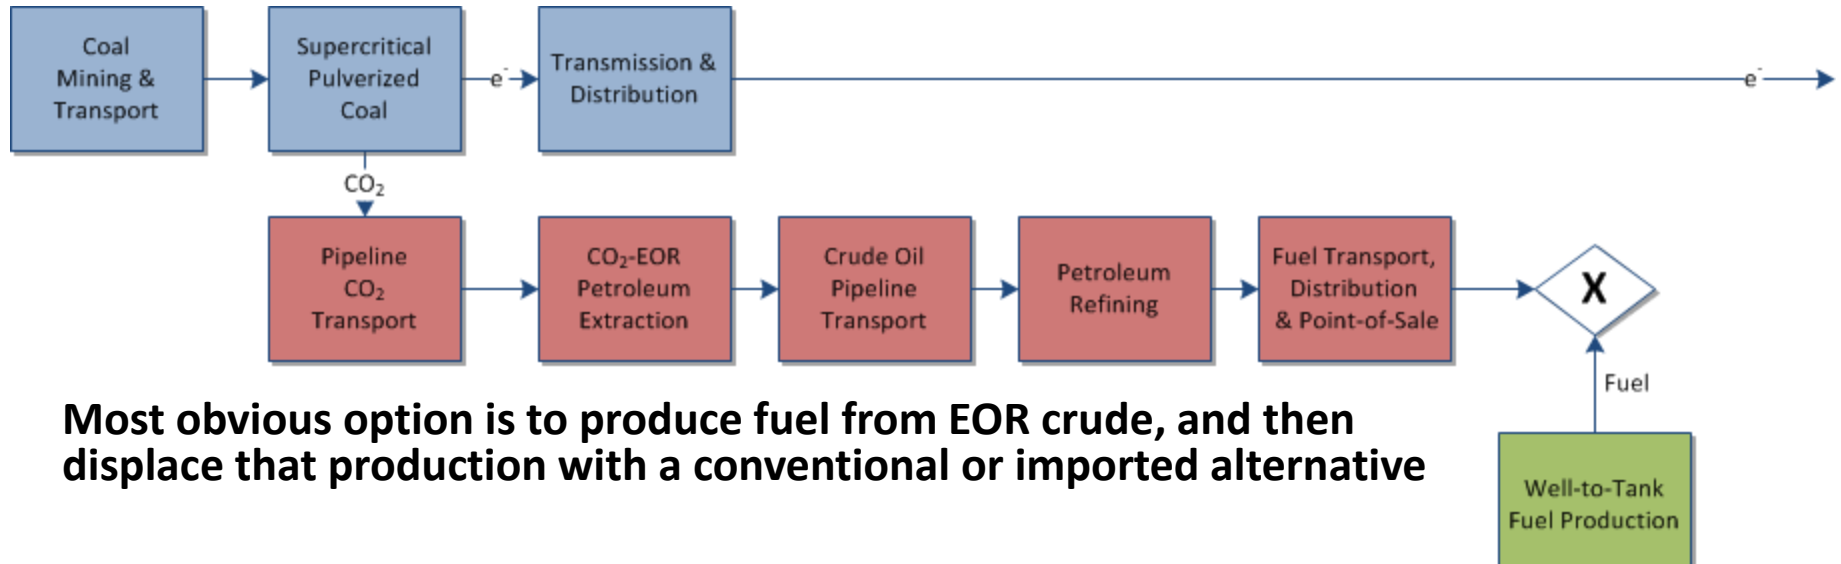 Coal
Mining &
Transport
Supercritical
Pulverized
Coal
e⁻
Transmission &
Distribution
e⁻
CO₂
Pipeline
CO₂
Transport
CO₂-EOR
Petroleum
Extraction
Crude Oil
Pipeline
Transport
Petroleum
Refining
Fuel Transport,
Distribution
& Point-of-Sale
X
Fuel
Most obvious option is to produce fuel from EOR crude, and then
displace that production with a conventional or imported alternative
Well-to-Tank
Fuel Production